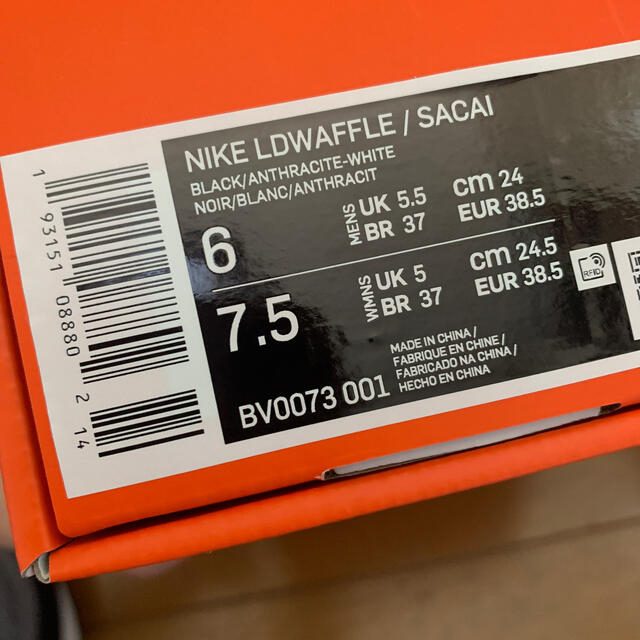 NIKE LDWAFFLE / SACAI
BLACK/ANTHRACITE-WHITE
NOIR/BLANC/ANTHRACIT
6
MENS
UK 5.5
BR 37
cm 24
EUR 38.5
7.5
WMNS
UK 5
BR 37
cm 24.5
EUR 38.5
RFID
BV0073 001
MADE IN CHINA /
FABRIQUE EN CHINE /
FABRICADO NA CHINA /
HECHO EN CHINA
1 93151 08880 2 14